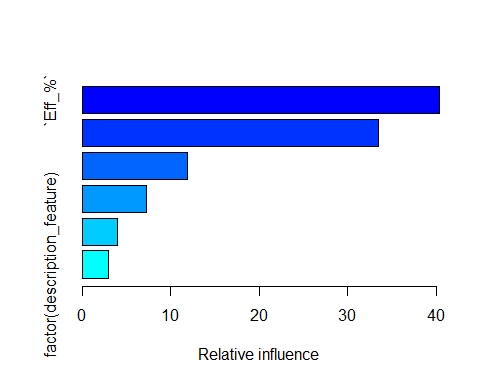 `Eff_%`
factor(description_feature)
0 10 20 30 40
Relative influence